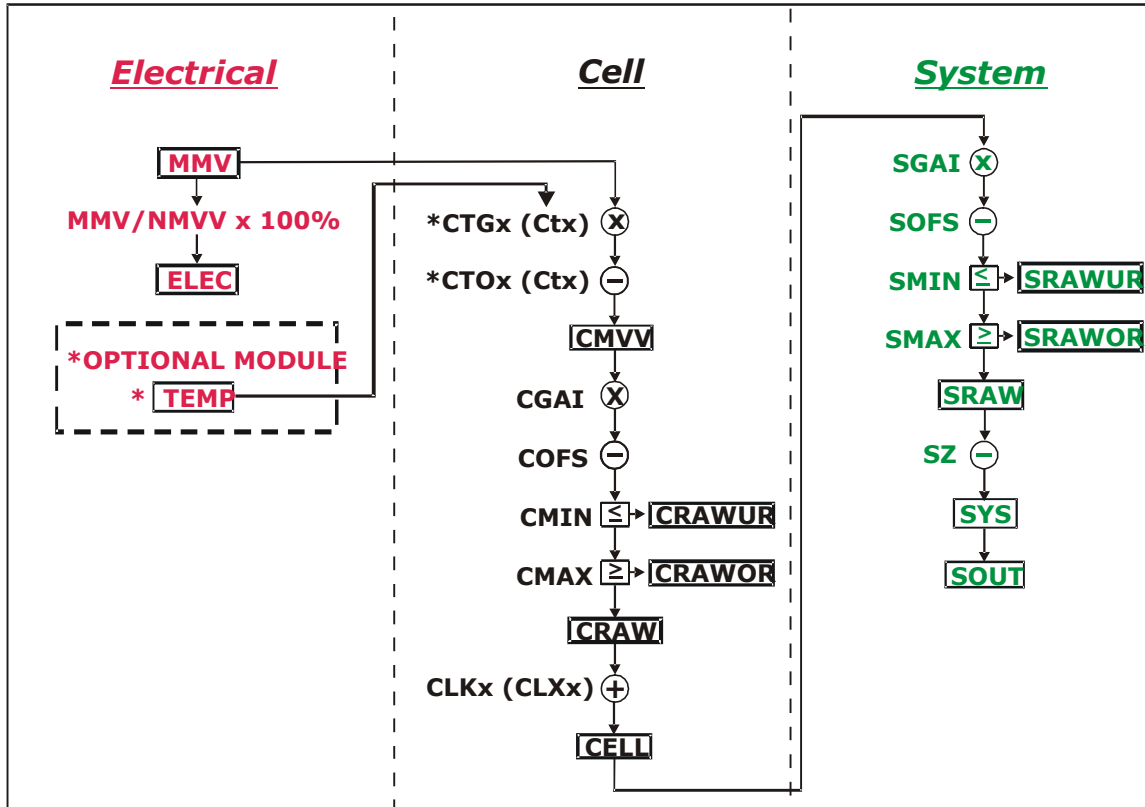 Electrical
MMV
MMV/NMVV x 100%
ELEC
*OPTIONAL MODULE
* TEMP
Cell
*CTGx (Ctx) x
*CTOx (Ctx) −
CMVV
CGAI x
COFS −
CMIN ≤ CRAWUR
CMAX ≥ CRAWOR
CRAW
CLKx (CLXx) +
CELL
System
SGAI x
SOFS −
SMIN ≤ SRAWUR
SMAX ≥ SRAWOR
SRAW
SZ −
SYS
SOUT